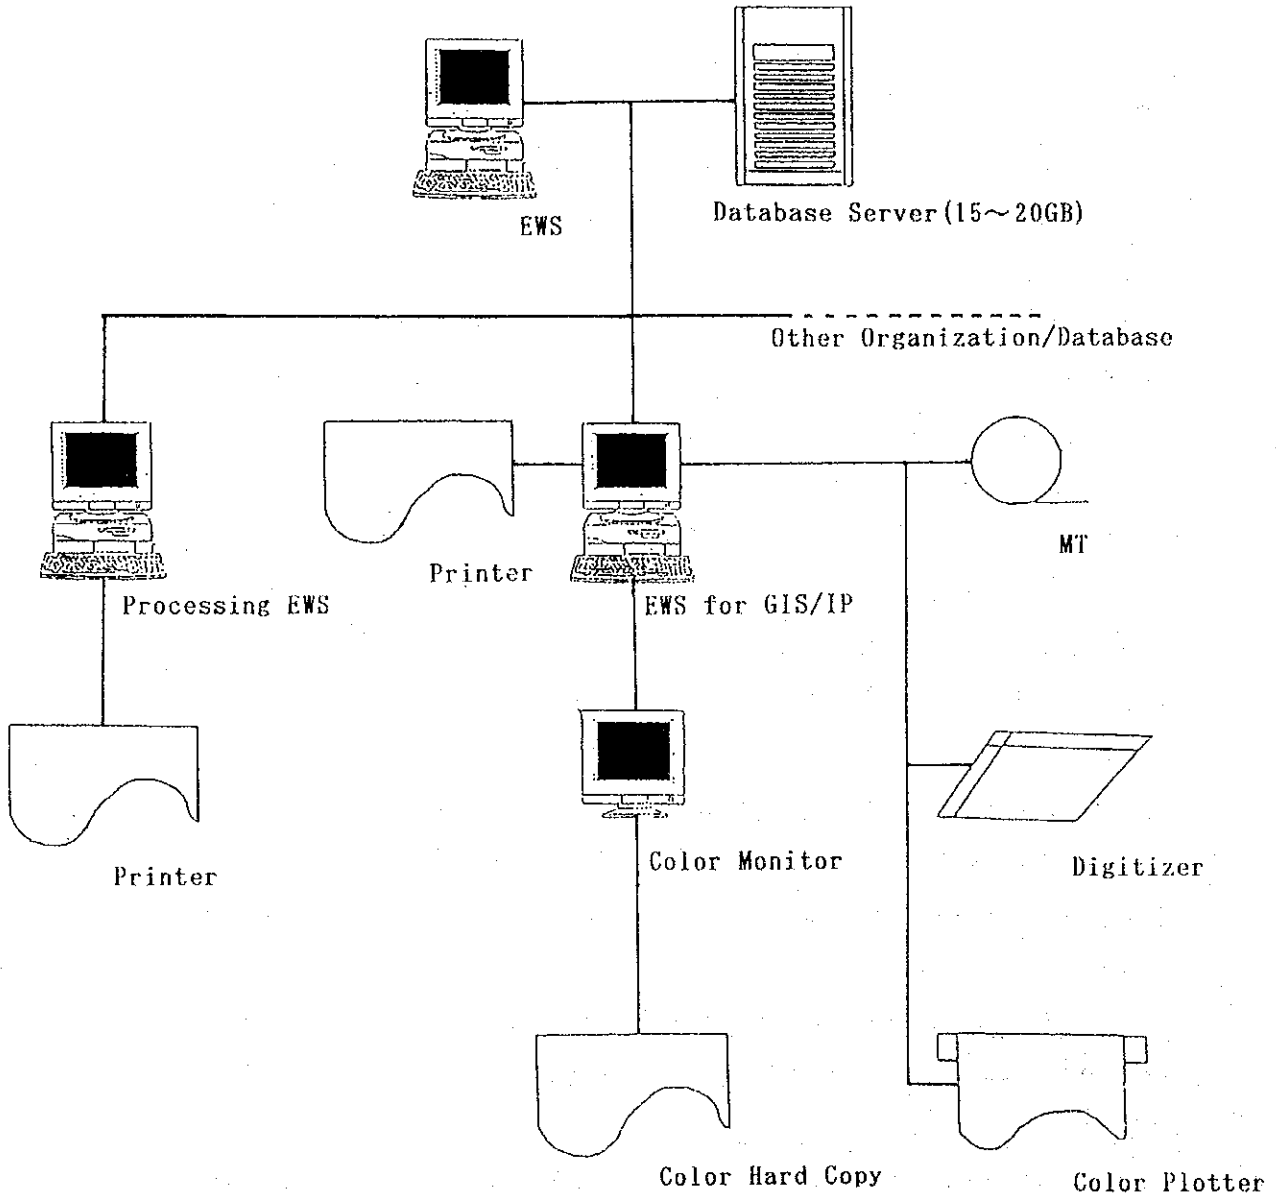 EWS
Database Server(15～20GB)
Other Organization/Database
MT
Printer
Processing EWS
EWS for GIS/IP
Color Monitor
Digitizer
Printer
Color Hard Copy
Color Plotter